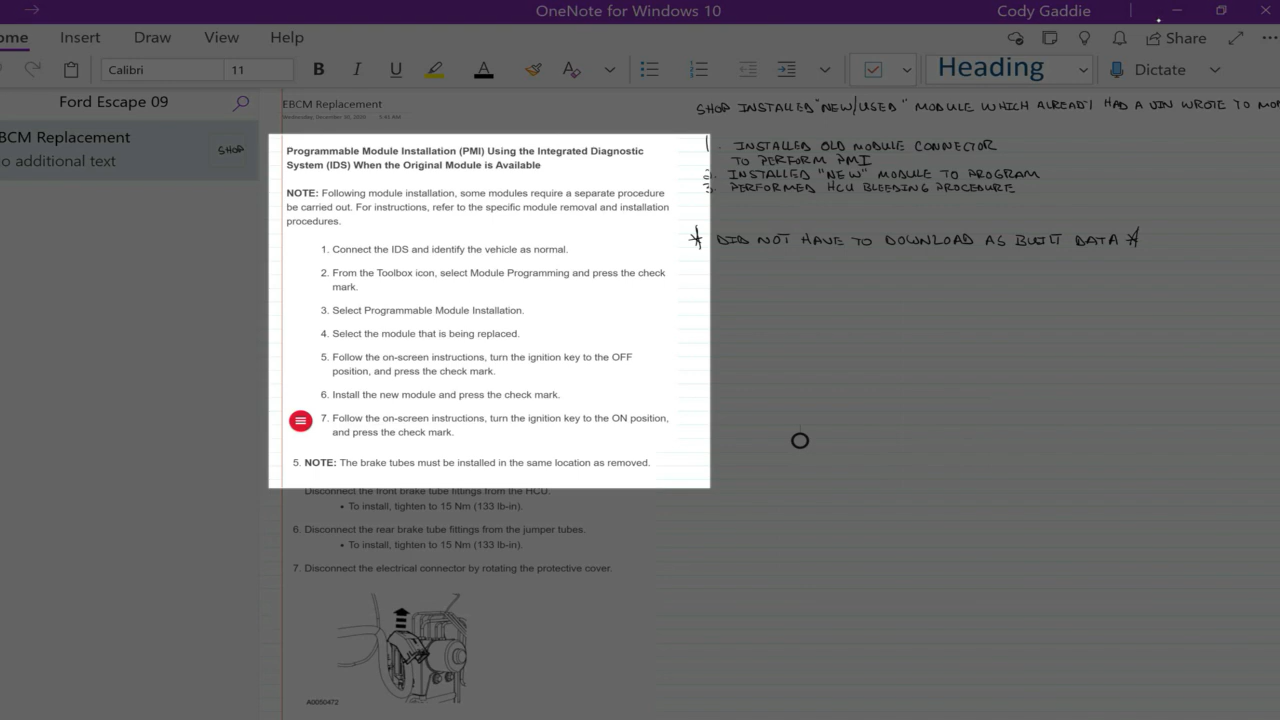 OneNote for Windows 10
Cody Gaddie
ome
Insert
Draw
View
Help
Share
Calibri
11
B
I
U
A
Heading
Dictate
Ford Escape 09
BCM Replacement
o additional text
SHOP
EBCM Replacement
Programmable Module Installation (PMI) Using the Integrated Diagnostic
System (IDS) When the Original Module is Available
NOTE: Following module installation, some modules require a separate procedure
be carried out. For instructions, refer to the specific module removal and installation
procedures.
1. Connect the IDS and identify the vehicle as normal.
2. From the Toolbox icon, select Module Programming and press the check
mark.
3. Select Programmable Module Installation.
4. Select the module that is being replaced.
5. Follow the on-screen instructions, turn the ignition key to the OFF
position, and press the check mark.
6. Install the new module and press the check mark.
7. Follow the on-screen instructions, turn the ignition key to the ON position,
and press the check mark.
5. NOTE: The brake tubes must be installed in the same location as removed.
Disconnect the front brake tube fittings from the HCU.
• To install, tighten to 15 Nm (133 lb-in).
6. Disconnect the rear brake tube fittings from the jumper tubes.
• To install, tighten to 15 Nm (133 lb-in).
7. Disconnect the electrical connector by rotating the protective cover.
A0050472
SHOP INSTALLED "NEW/USED" MODULE WHICH ALREADY HAD A VIN WROTE TO
1. INSTALLED OLD MODULE CONNECTOR
TO PERFORM PMI
2. INSTALLED "NEW" MODULE TO PROGRAM
3. PERFORMED HCU BLEEDING PROCEDURE
* DID NOT HAVE TO DOWNLOAD AS BUILT DATA *